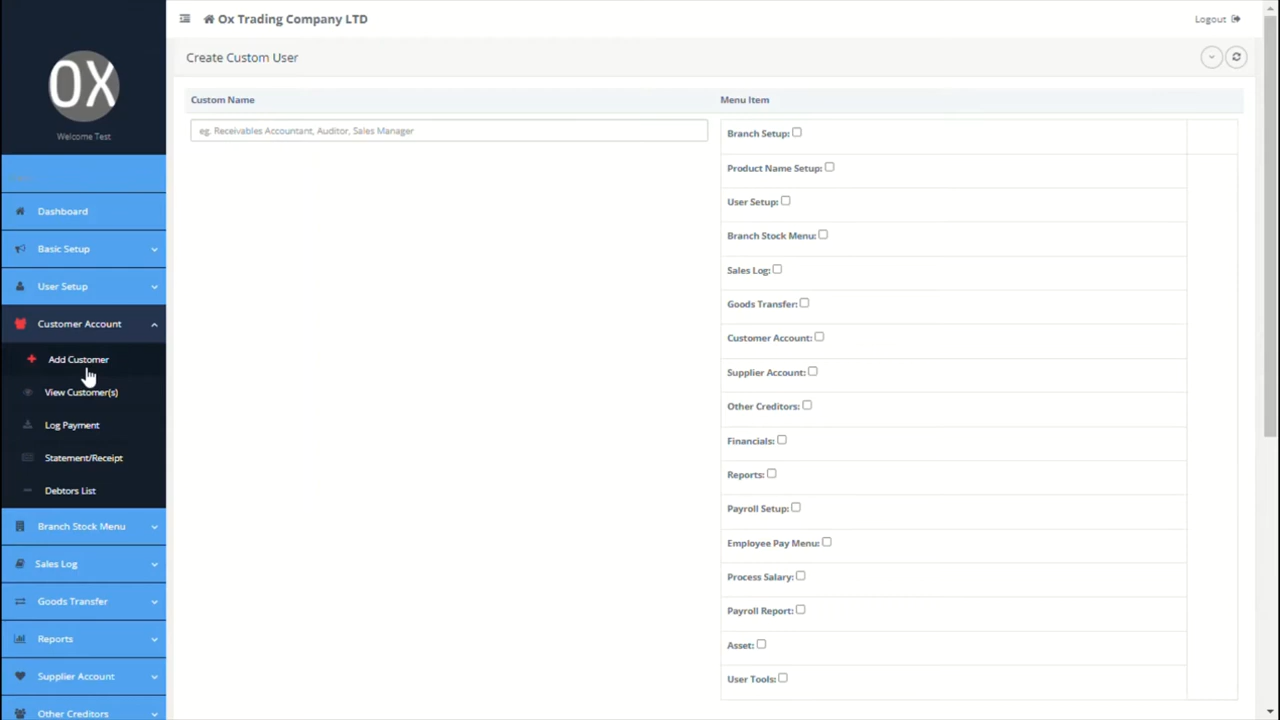 Ox Trading Company LTD
Logout
OX
Welcome Test
Create Custom User
Dashboard
Basic Setup
User Setup
Customer Account
Add Customer
View Customer(s)
Log Payment
Statement/Receipt
Debtors List
Branch Stock Menu
Sales Log
Goods Transfer
Reports
Supplier Account
Other Creditors
Custom Name
eg. Receivables Accountant, Auditor, Sales Manager
Menu Item
Branch Setup:
Product Name Setup:
User Setup:
Branch Stock Menu:
Sales Log:
Goods Transfer:
Customer Account:
Supplier Account:
Other Creditors:
Financials:
Reports:
Payroll Setup:
Employee Pay Menu:
Process Salary:
Payroll Report:
Asset:
User Tools: